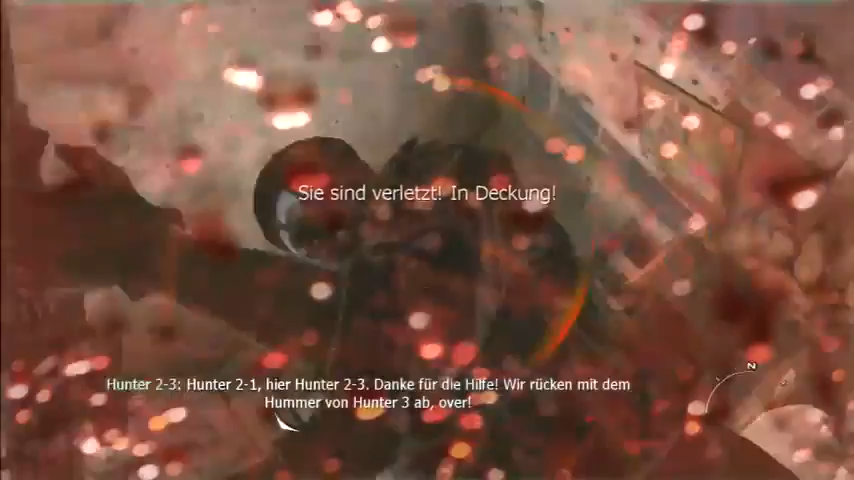 Sie sind verletzt! In Deckung!
N
Hunter 2-3: Hunter 2-1, hier Hunter 2-3. Danke für die Hilfe! Wir rücken mit dem
Hummer von Hunter 3 ab, over!